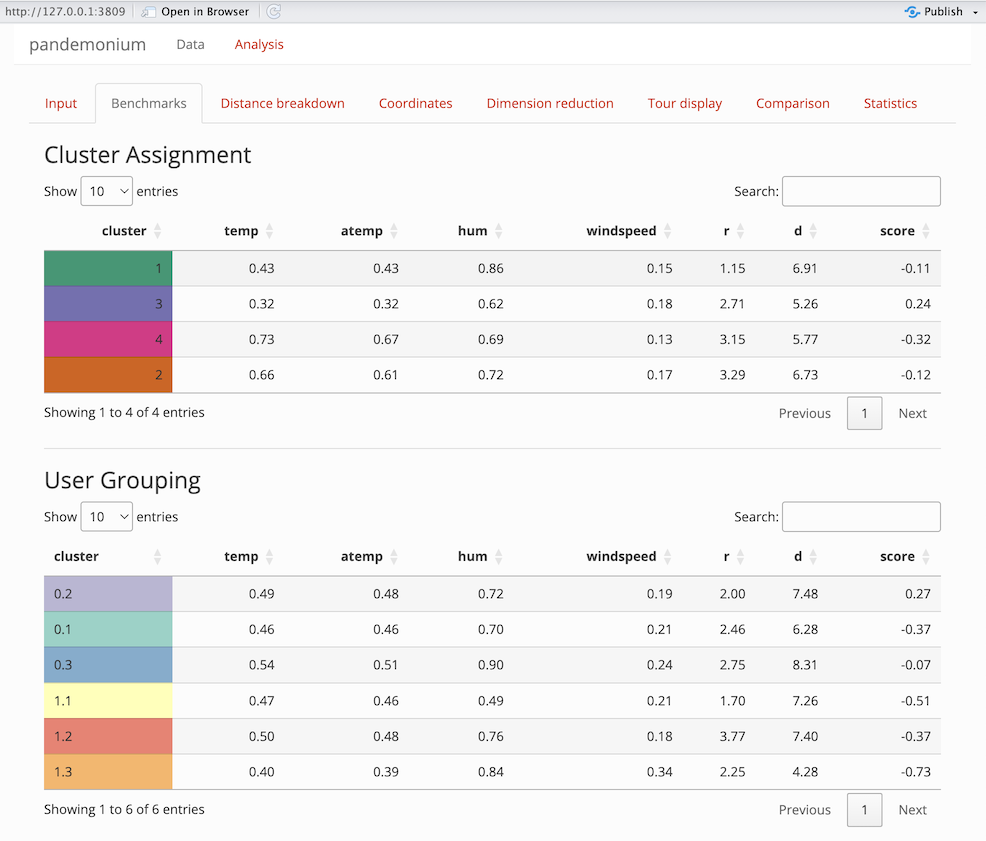 http://127.0.0.1:3809 Open in Browser Publish
pandemonium Data Analysis
Input Benchmarks Distance breakdown Coordinates Dimension reduction Tour display Comparison Statistics
Cluster Assignment
Show 10 entries Search:
cluster temp atemp hum windspeed r d score
1 0.43 0.43 0.86 0.15 1.15 6.91 -0.11
3 0.32 0.32 0.62 0.18 2.71 5.26 0.24
4 0.73 0.67 0.69 0.13 3.15 5.77 -0.32
2 0.66 0.61 0.72 0.17 3.29 6.73 -0.12
Showing 1 to 4 of 4 entries Previous 1 Next
User Grouping
Show 10 entries Search:
cluster temp atemp hum windspeed r d score
0.2 0.49 0.48 0.72 0.19 2.00 7.48 0.27
0.1 0.46 0.46 0.70 0.21 2.46 6.28 -0.37
0.3 0.54 0.51 0.90 0.24 2.75 8.31 -0.07
1.1 0.47 0.46 0.49 0.21 1.70 7.26 -0.51
1.2 0.50 0.48 0.76 0.18 3.77 7.40 -0.37
1.3 0.40 0.39 0.84 0.34 2.25 4.28 -0.73
Showing 1 to 6 of 6 entries Previous 1 Next